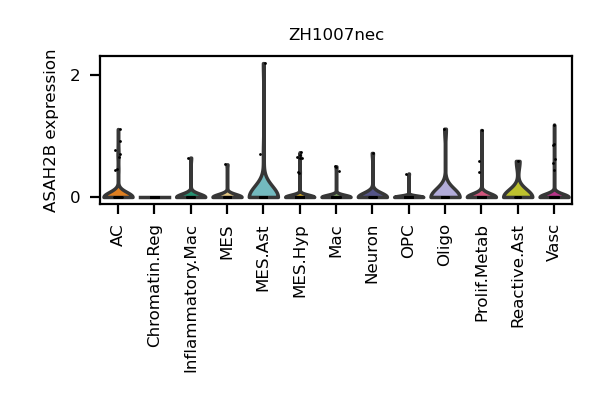 ZH1007nec
ASAH2B expression
2
0
AC
Chromatin.Reg
Inflammatory.Mac
MES
MES.Ast
MES.Hyp
Mac
Neuron
OPC
Oligo
Prolif.Metab
Reactive.Ast
Vasc